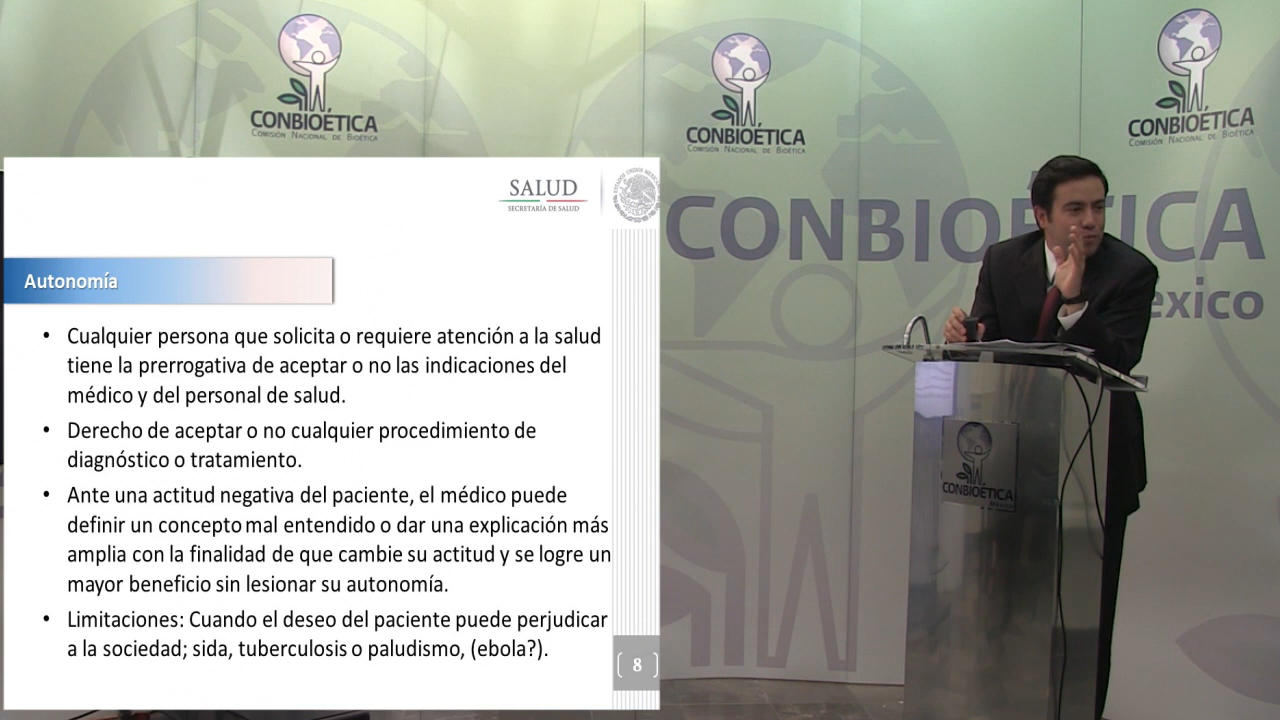 CONBIOÉTICA
COMISIÓN NACIONAL DE BIOÉTICA
CONBIOÉTICA
COMISIÓN NACIONAL DE BIOÉTICA
CONBIOÉTICA
COMISIÓN NACIONAL DE BIOÉTICA
SALUD
SECRETARÍA DE SALUD
CONBIOÉTICA
exico
Autonomía
• Cualquier persona que solicita o requiere atención a la salud
tiene la prerrogativa de aceptar o no las indicaciones del
médico y del personal de salud.
• Derecho de aceptar o no cualquier procedimiento de
diagnóstico o tratamiento.
• Ante una actitud negativa del paciente, el médico puede
definir un concepto mal entendido o dar una explicación más
amplia con la finalidad de que cambie su actitud y se logre un
mayor beneficio sin lesionar su autonomía.
• Limitaciones: Cuando el deseo del paciente puede perjudicar
a la sociedad; sida, tuberculosis o paludismo, (ebola?).
8
CONBIOÉTICA